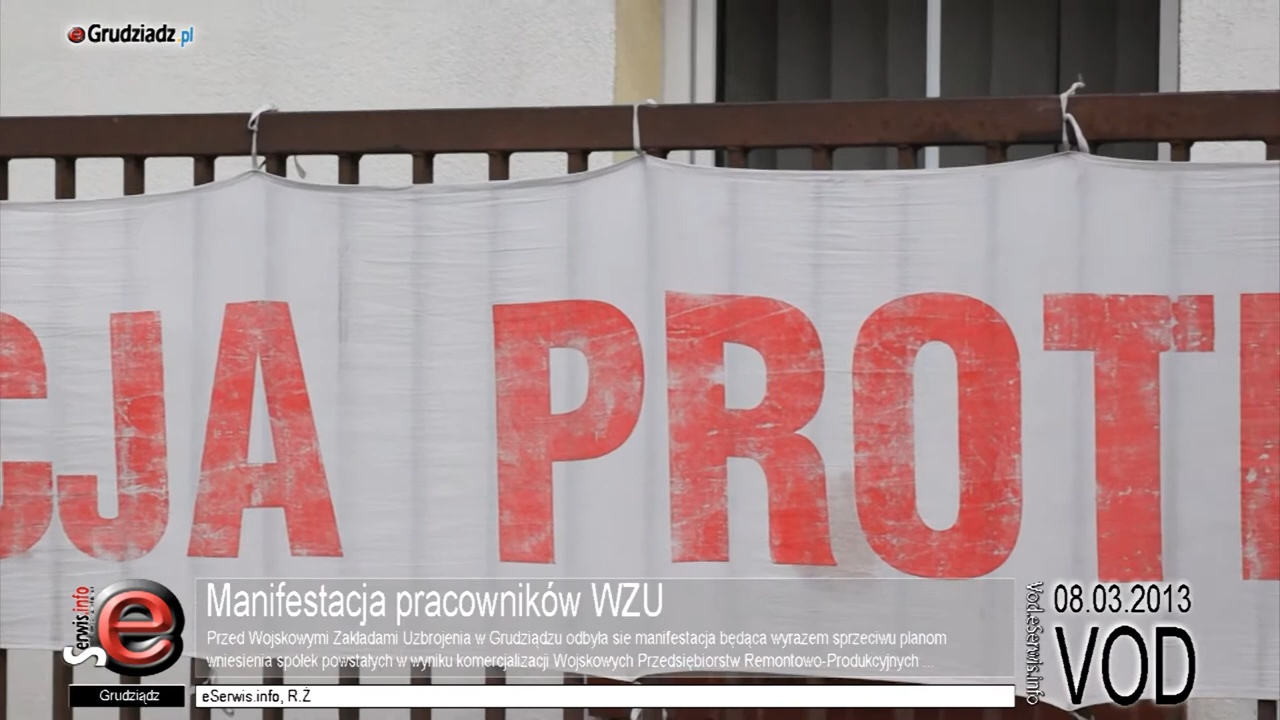 eGrudziadz.pl
CJA PROT
Manifestacja pracowników WZU
Przed Wojskowymi Zakładami Uzbrojenia w Grudziądzu odbyła sie manifestacja będąca wyrazem sprzeciwu planom
wniesienia spółek powstałych w wyniku komercjalizacji Wojskowych Przedsiębiorstw Remontowo-Produkcyjnych ...
eSerwis.info
Grudziądz
eSerwis.info, R.Ż
Vod.eSerwis.info
08.03.2013
VOD